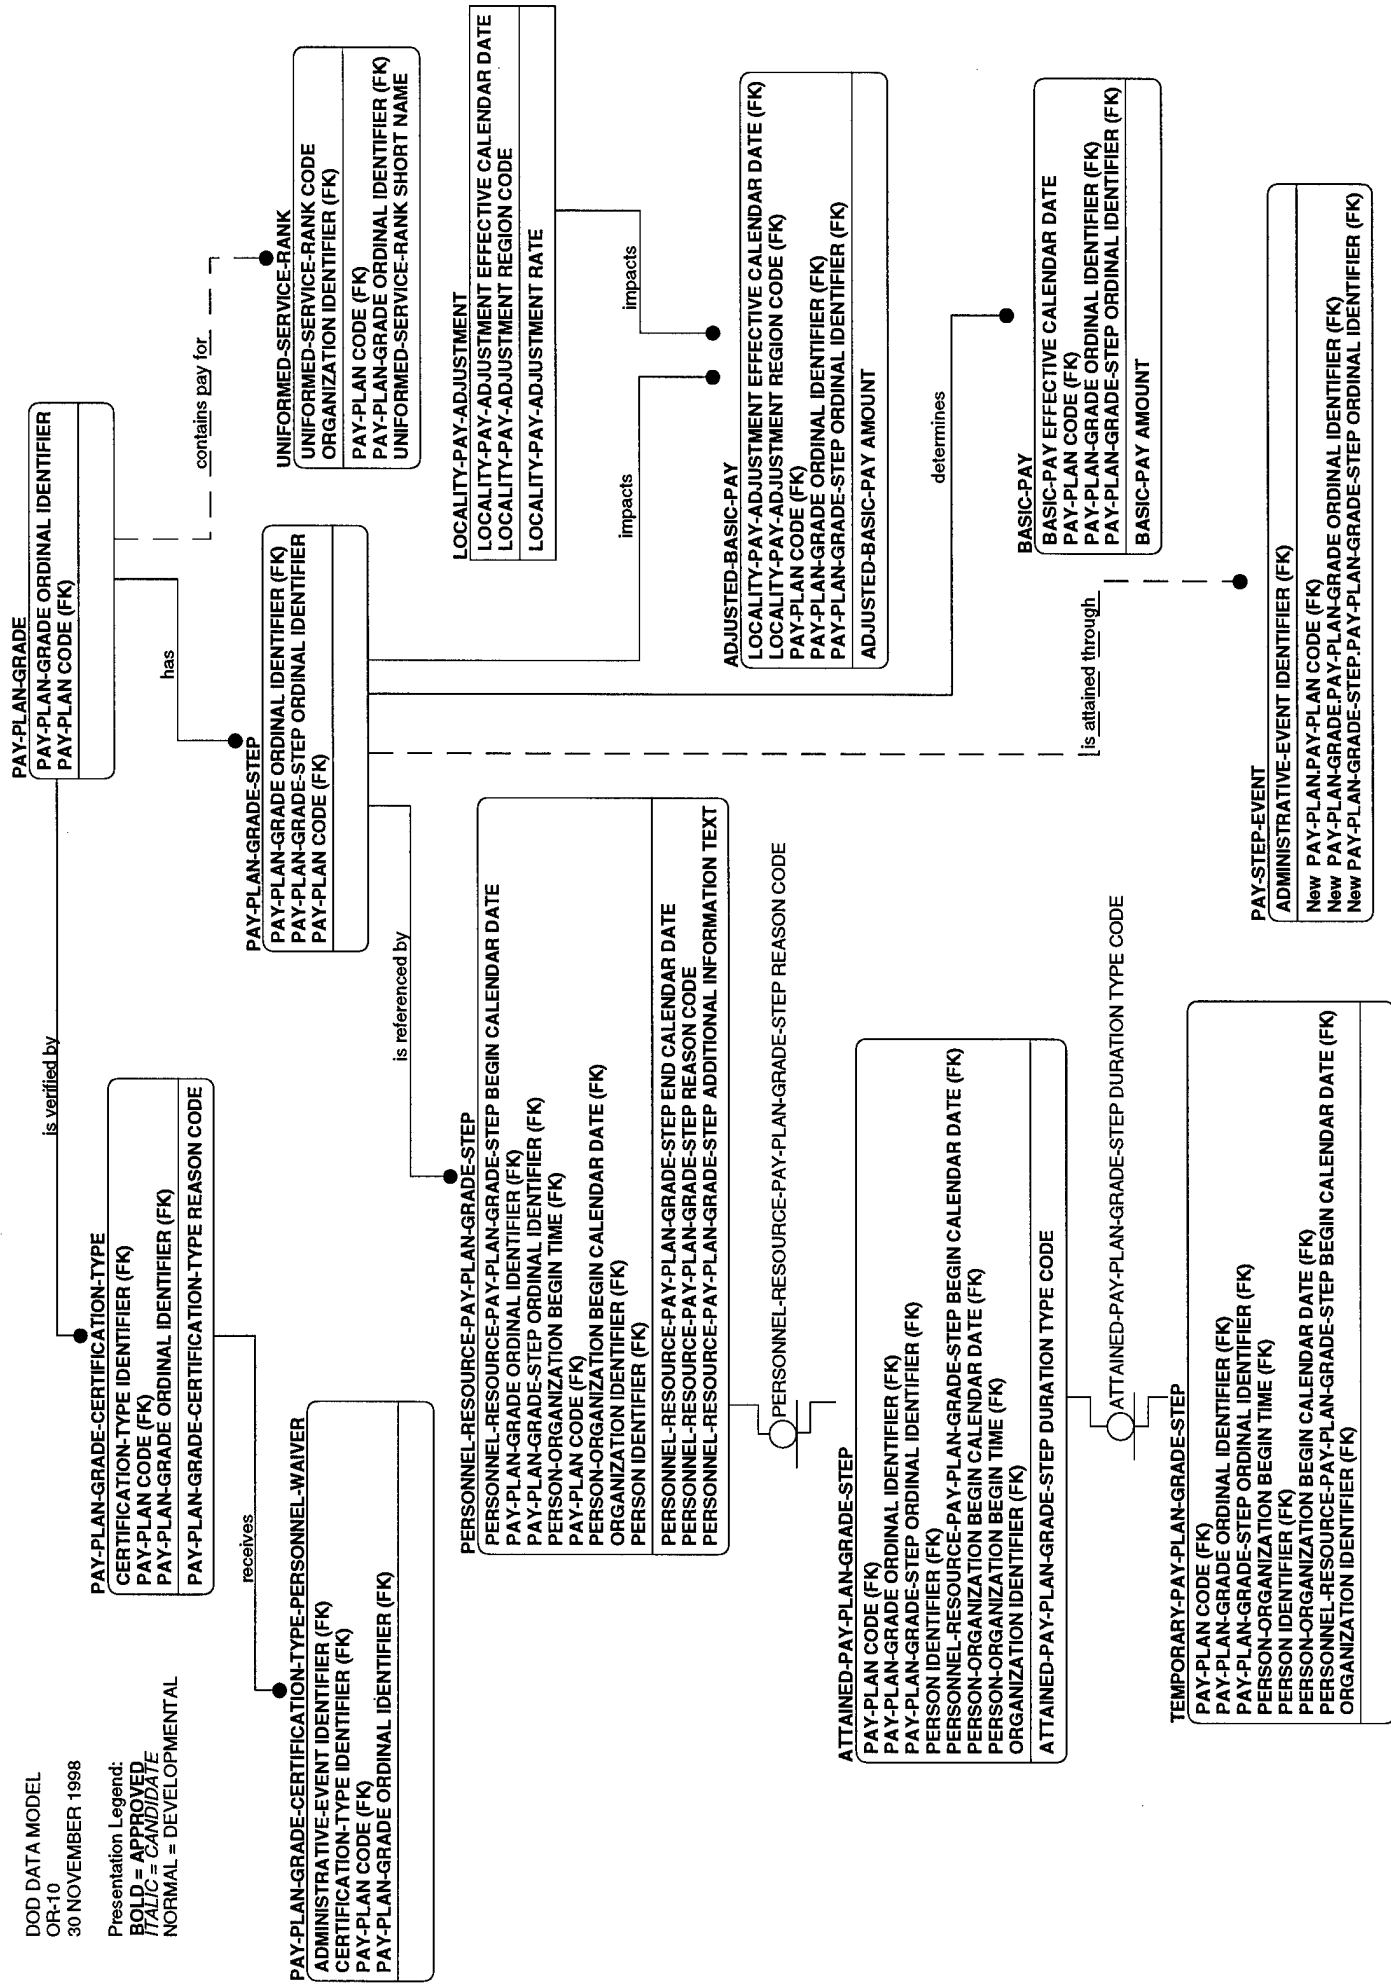 DOD DATA MODEL
OR-10
30 NOVEMBER 1998
Presentation Legend:
BOLD = APPROVED
ITALIC = CANDIDATE
NORMAL = DEVELOPMENTAL
PAY-PLAN-GRADE
PAY-PLAN-GRADE ORDINAL IDENTIFIER
PAY-PLAN CODE (FK)
is verified by
has
contains pay for
PAY-PLAN-GRADE-CERTIFICATION-TYPE
CERTIFICATION-TYPE IDENTIFIER (FK)
PAY-PLAN CODE (FK)
PAY-PLAN-GRADE ORDINAL IDENTIFIER (FK)
PAY-PLAN-GRADE-CERTIFICATION-TYPE REASON CODE
receives
PAY-PLAN-GRADE-CERTIFICATION-TYPE-PERSONNEL-WAIVER
ADMINISTRATIVE-EVENT IDENTIFIER (FK)
CERTIFICATION-TYPE IDENTIFIER (FK)
PAY-PLAN CODE (FK)
PAY-PLAN-GRADE ORDINAL IDENTIFIER (FK)
PAY-PLAN-GRADE-STEP
PAY-PLAN-GRADE ORDINAL IDENTIFIER (FK)
PAY-PLAN-GRADE-STEP ORDINAL IDENTIFIER
PAY-PLAN CODE (FK)
UNIFORMED-SERVICE-RANK
UNIFORMED-SERVICE-RANK CODE
ORGANIZATION IDENTIFIER (FK)
PAY-PLAN CODE (FK)
PAY-PLAN-GRADE ORDINAL IDENTIFIER (FK)
UNIFORMED-SERVICE-RANK SHORT NAME
is referenced by
LOCALITY-PAY-ADJUSTMENT
LOCALITY-PAY-ADJUSTMENT EFFECTIVE CALENDAR DATE
LOCALITY-PAY-ADJUSTMENT REGION CODE
LOCALITY-PAY-ADJUSTMENT RATE
impacts
impacts
PERSONNEL-RESOURCE-PAY-PLAN-GRADE-STEP
PERSONNEL-RESOURCE-PAY-PLAN-GRADE-STEP BEGIN CALENDAR DATE
PAY-PLAN-GRADE ORDINAL IDENTIFIER (FK)
PAY-PLAN-GRADE-STEP ORDINAL IDENTIFIER (FK)
PERSON-ORGANIZATION BEGIN TIME (FK)
PAY-PLAN CODE (FK)
PERSON-ORGANIZATION BEGIN CALENDAR DATE (FK)
ORGANIZATION IDENTIFIER (FK)
PERSON IDENTIFIER (FK)
PERSONNEL-RESOURCE-PAY-PLAN-GRADE-STEP END CALENDAR DATE
PERSONNEL-RESOURCE-PAY-PLAN-GRADE-STEP REASON CODE
PERSONNEL-RESOURCE-PAY-PLAN-GRADE-STEP ADDITIONAL INFORMATION TEXT
PERSONNEL-RESOURCE-PAY-PLAN-GRADE-STEP REASON CODE
ADJUSTED-BASIC-PAY
LOCALITY-PAY-ADJUSTMENT EFFECTIVE CALENDAR DATE (FK)
LOCALITY-PAY-ADJUSTMENT REGION CODE (FK)
PAY-PLAN CODE (FK)
PAY-PLAN-GRADE ORDINAL IDENTIFIER (FK)
PAY-PLAN-GRADE-STEP ORDINAL IDENTIFIER (FK)
ADJUSTED-BASIC-PAY AMOUNT
determines
ATTAINED-PAY-PLAN-GRADE-STEP
PAY-PLAN CODE (FK)
PAY-PLAN-GRADE ORDINAL IDENTIFIER (FK)
PAY-PLAN-GRADE-STEP ORDINAL IDENTIFIER (FK)
PERSON IDENTIFIER (FK)
PERSONNEL-RESOURCE-PAY-PLAN-GRADE-STEP BEGIN CALENDAR DATE (FK)
PERSON-ORGANIZATION BEGIN CALENDAR DATE (FK)
PERSON-ORGANIZATION BEGIN TIME (FK)
ORGANIZATION IDENTIFIER (FK)
ATTAINED-PAY-PLAN-GRADE-STEP DURATION TYPE CODE
ATTAINED-PAY-PLAN-GRADE-STEP DURATION TYPE CODE
BASIC-PAY
BASIC-PAY EFFECTIVE CALENDAR DATE
PAY-PLAN CODE (FK)
PAY-PLAN-GRADE ORDINAL IDENTIFIER (FK)
PAY-PLAN-GRADE-STEP ORDINAL IDENTIFIER (FK)
BASIC-PAY AMOUNT
is attained through
TEMPORARY-PAY-PLAN-GRADE-STEP
PAY-PLAN CODE (FK)
PAY-PLAN-GRADE ORDINAL IDENTIFIER (FK)
PAY-PLAN-GRADE-STEP ORDINAL IDENTIFIER (FK)
PERSON-ORGANIZATION BEGIN TIME (FK)
PERSON IDENTIFIER (FK)
PERSON-ORGANIZATION BEGIN CALENDAR DATE (FK)
PERSONNEL-RESOURCE-PAY-PLAN-GRADE-STEP BEGIN CALENDAR DATE (FK)
ORGANIZATION IDENTIFIER (FK)
PAY-STEP-EVENT
ADMINISTRATIVE-EVENT IDENTIFIER (FK)
New PAY-PLAN.PAY-PLAN CODE (FK)
New PAY-PLAN-GRADE.PAY-PLAN-GRADE ORDINAL IDENTIFIER (FK)
New PAY-PLAN-GRADE-STEP.PAY-PLAN-GRADE-STEP ORDINAL IDENTIFIER (FK)